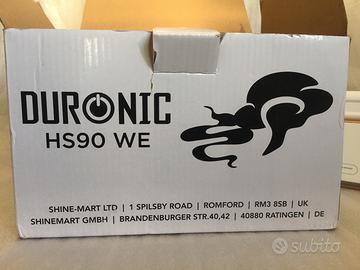 DURONIC
HS90 WE
SHINE-MART LTD | 1 SPILSBY ROAD | ROMFORD | RM3 8SB | UK
SHINEMART GMBH | BRANDENBURGER STR.40,42 | 40880 RATINGEN | DE
subito